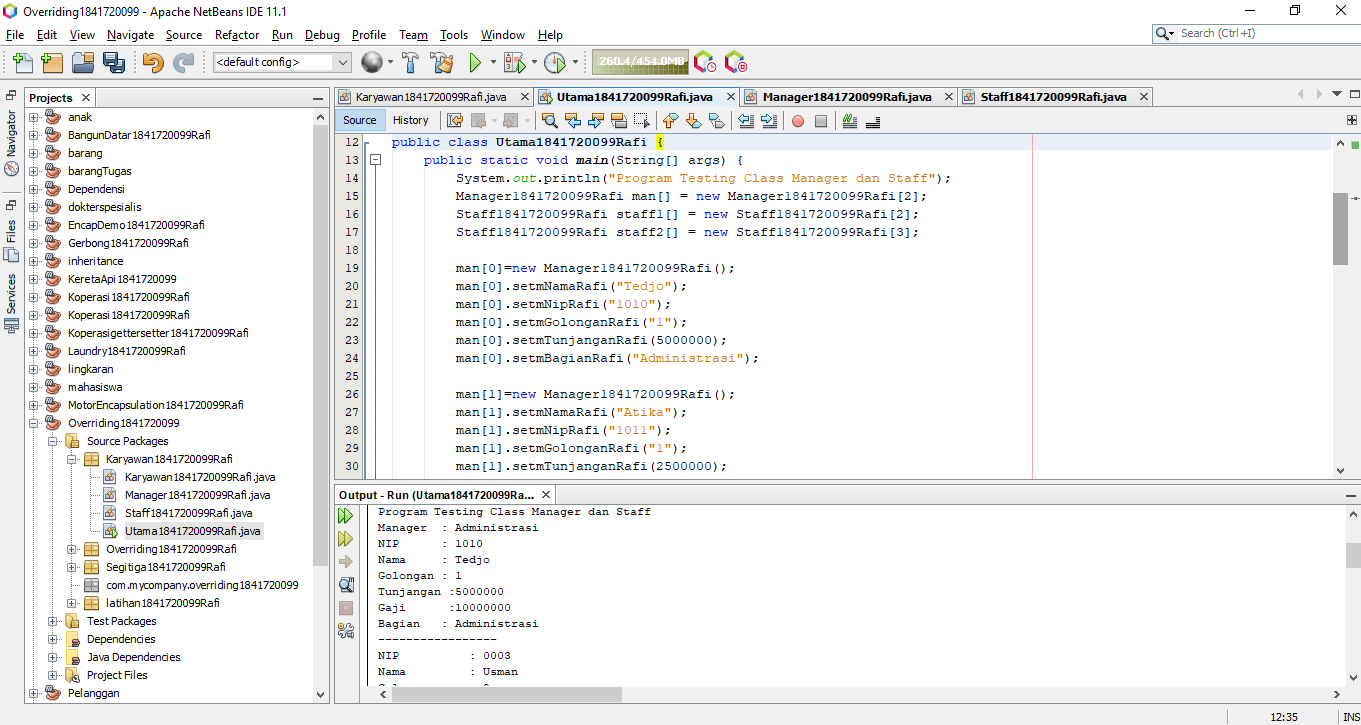 Overriding1841720099 - Apache NetBeans IDE 11.1
File Edit View Navigate Source Refactor Run Debug Profile Team Tools Window Help
Search (Ctrl+I)
<default config>
260.4/454.0MB
Projects
Navigator
Files
Services
anak
BangunDatar1841720099Rafi
barang
barangTugas
Dependensi
dokterspesialis
EncapDemo1841720099Rafi
Gerbong1841720099Rafi
inheritance
KeretaApi1841720099
Koperasi1841720099Rafi
Koperasi1841720099Rafi
Koperasigettersetter1841720099Rafi
Laundry1841720099Rafi
lingkaran
mahasiswa
MotorEncapsulation1841720099Rafi
Overriding1841720099
Source Packages
Karyawan1841720099Rafi
Karyawan1841720099Rafi.java
Manager1841720099Rafi.java
Staff1841720099Rafi.java
Utama1841720099Rafi.java
Overriding1841720099Rafi
Segitiga1841720099Rafi
com.mycompany.overriding1841720099
latihan1841720099Rafi
Test Packages
Dependencies
Java Dependencies
Project Files
Pelanggan
Karyawan1841720099Rafi.java Utama1841720099Rafi.java Manager1841720099Rafi.java Staff1841720099Rafi.java
Source History
12 public class Utama1841720099Rafi {
13 public static void main(String[] args) {
14 System.out.println("Program Testing Class Manager dan Staff");
15 Manager1841720099Rafi man[] = new Manager1841720099Rafi[2];
16 Staff1841720099Rafi staff1[] = new Staff1841720099Rafi[2];
17 Staff1841720099Rafi staff2[] = new Staff1841720099Rafi[3];
18
19 man[0]=new Manager1841720099Rafi();
20 man[0].setmNamaRafi("Tedjo");
21 man[0].setmNipRafi("1010");
22 man[0].setmGolonganRafi("1");
23 man[0].setmTunjanganRafi(5000000);
24 man[0].setmBagianRafi("Administrasi");
25
26 man[1]=new Manager1841720099Rafi();
27 man[1].setmNamaRafi("Atika");
28 man[1].setmNipRafi("1011");
29 man[1].setmGolonganRafi("1");
30 man[1].setmTunjanganRafi(2500000);
Output - Run (Utama1841720099Ra...
Program Testing Class Manager dan Staff
Manager : Administrasi
NIP : 1010
Nama : Tedjo
Golongan : 1
Tunjangan :5000000
Gaji :10000000
Bagian : Administrasi
-----------------
NIP : 0003
Nama : Usman
12:35 INS